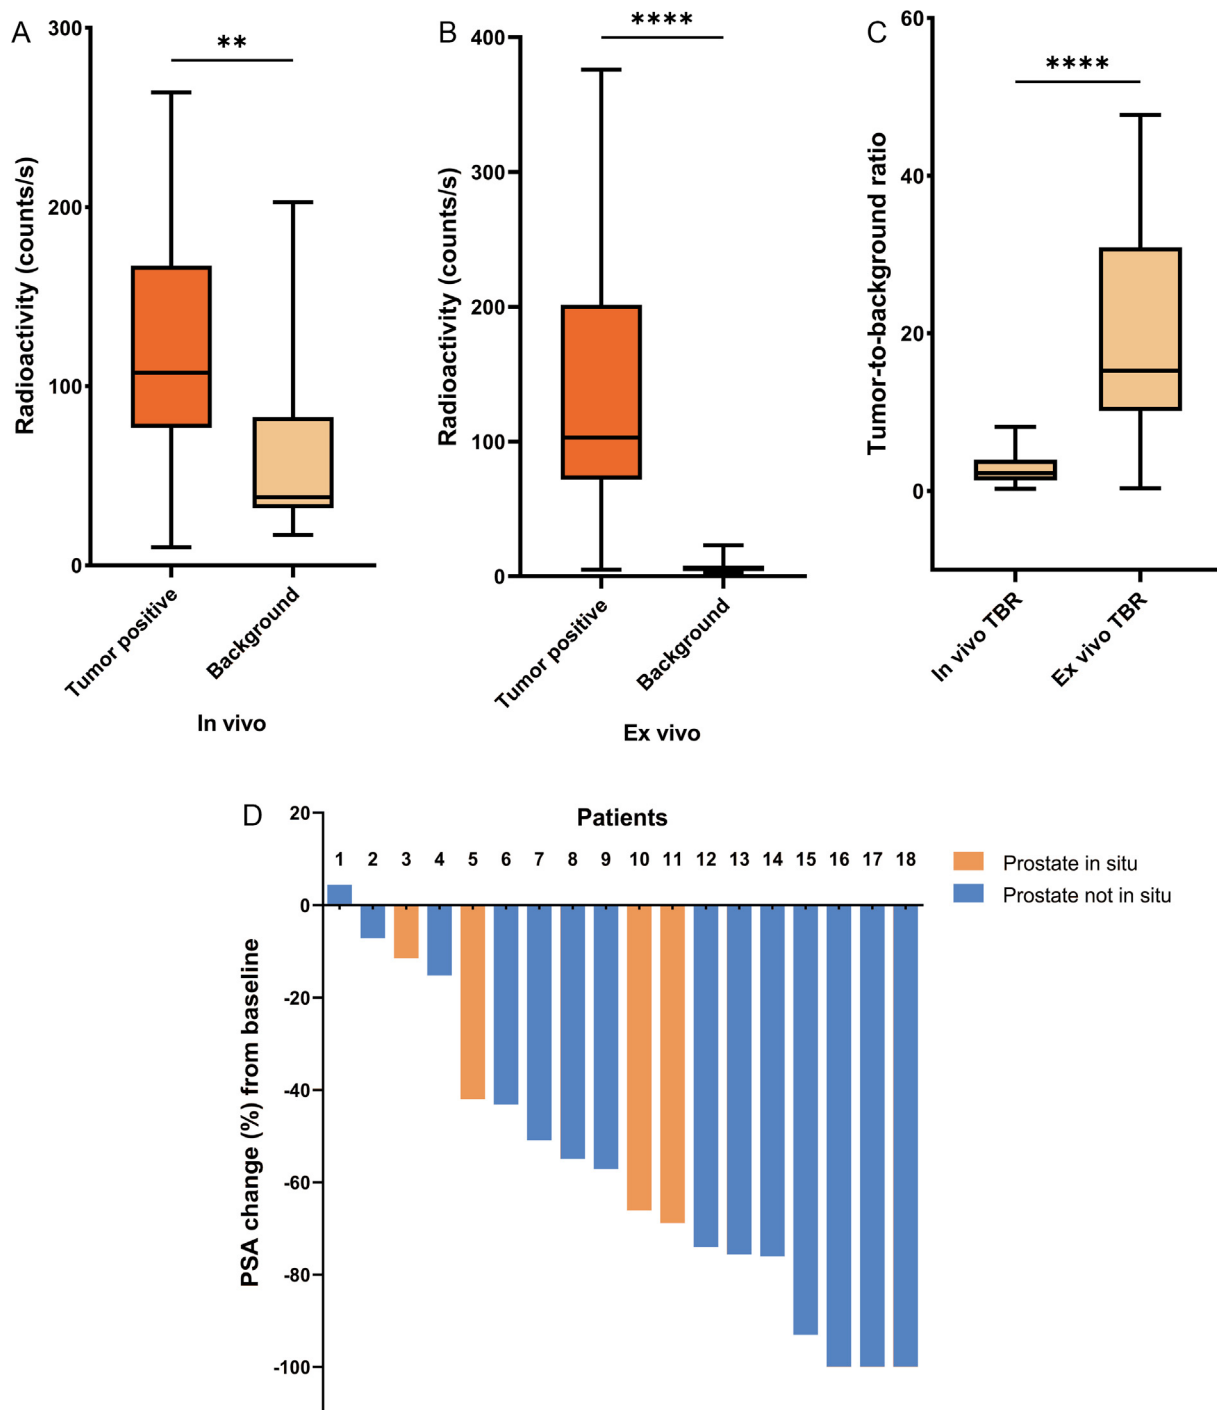 A
300
200
100
0
Radioactivity (counts/s)
**
Tumor positive
Background
In vivo
B
400
300
200
100
0
Radioactivity (counts/s)
****
Tumor positive
Background
Ex vivo
C
60
40
20
0
Tumor-to-background ratio
****
In vivo TBR
Ex vivo TBR
D
Patients
20
0
-20
-40
-60
-80
-100
PSA change (%) from baseline
1 2 3 4 5 6 7 8 9 10 11 12 13 14 15 16 17 18
Prostate in situ
Prostate not in situ